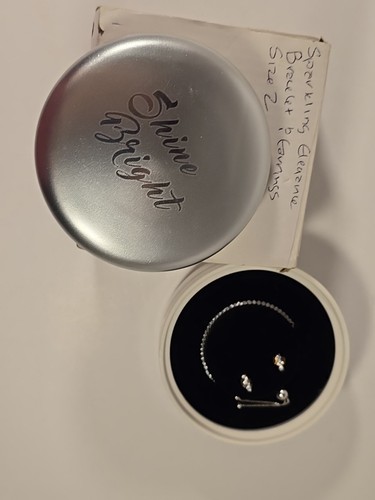 Sparkling Elegance
Bracelet & Earrings
Size 2
Shine
Bright